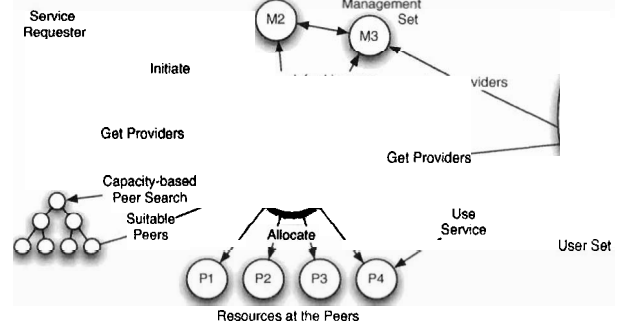 Management
Set
Service
Requester
M2
M3
Initiate
Get Providers
Get Providers
Capacity-based
Peer Search
Suitable
Peers
Use
Service
Allocate
User Set
P1
P2
P3
P4
Resources at the Peers